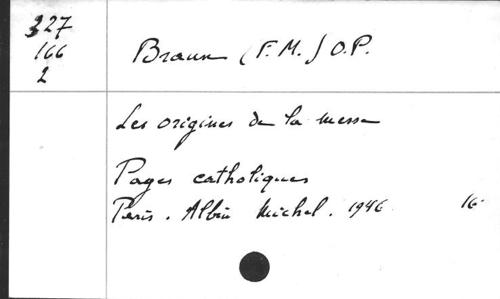 327
166
2
Braun (F. M.) O.P.
Les origines de la messe
Pages catholiques
Paris. Albin Michel. 1946 16